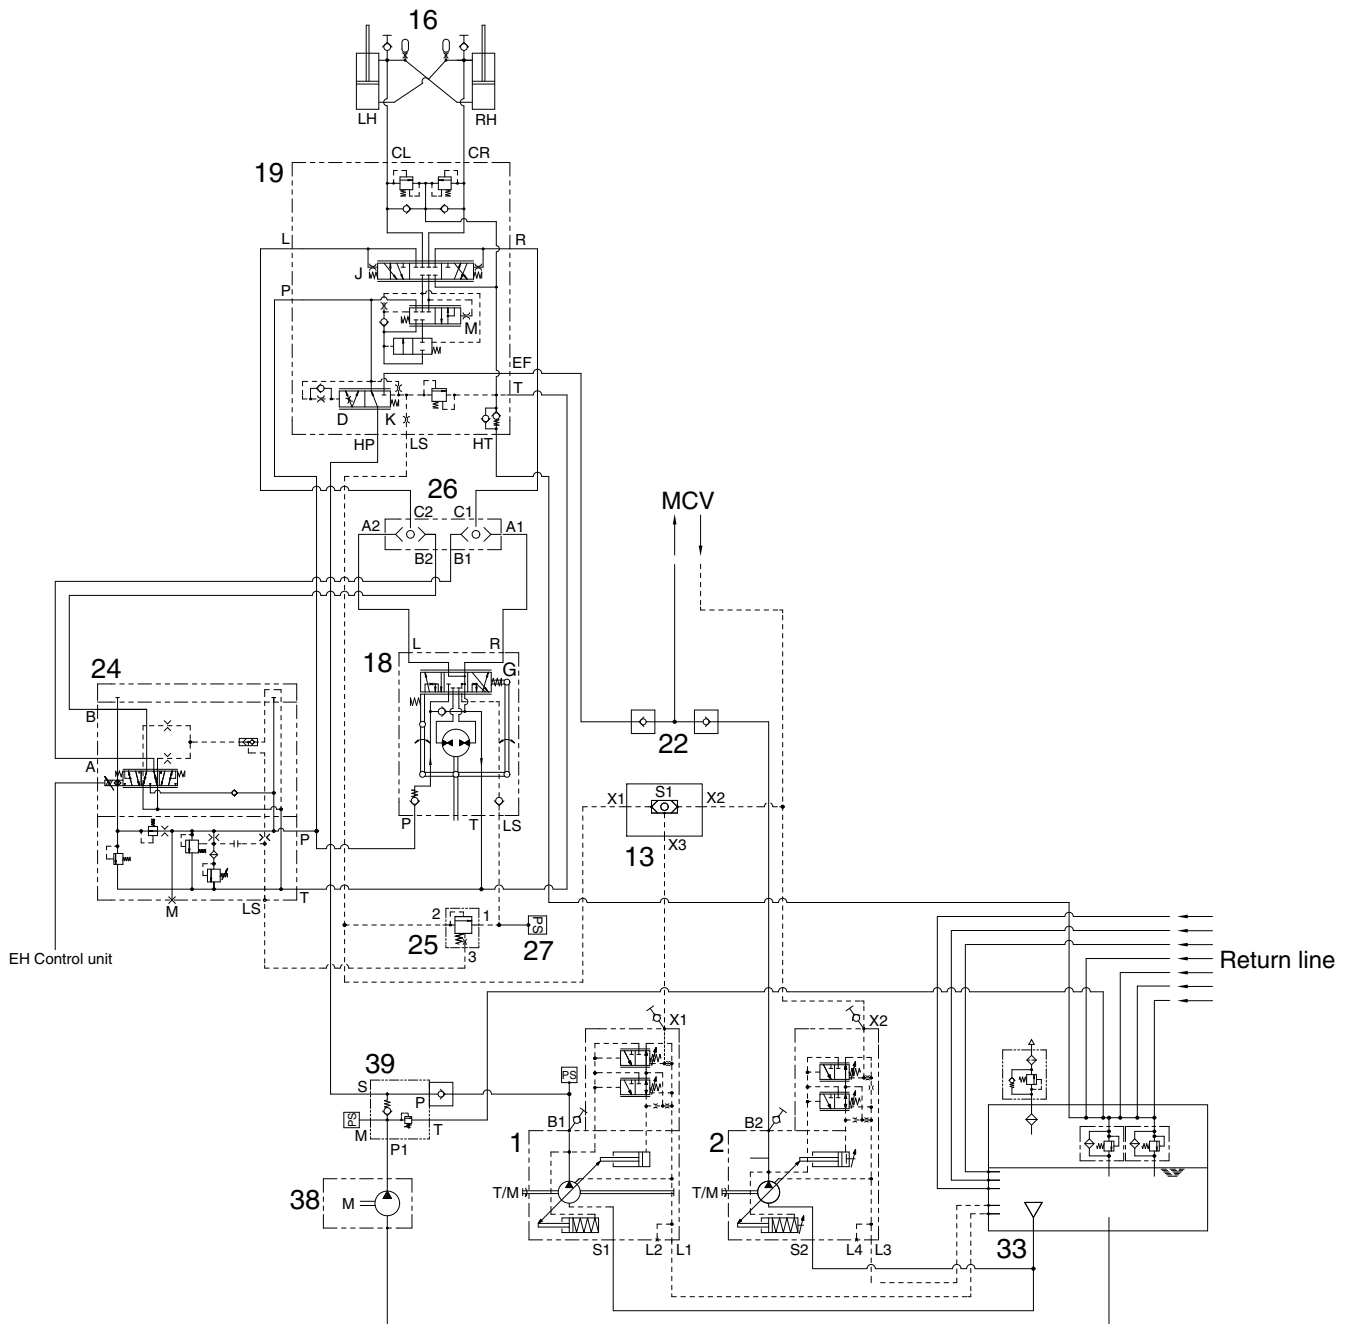 16
LH RH
CL CR
19
L R
J
P
M
EF
T
D K
HP LS HT
26
MCV
C2 C1
A2 A1
B2 B1
L R
18 G
24
B
22
A
S1
X1 X2
P T LS
P
X3
13
M LS T
2 1
PS
25 27
3
EH Control unit
Return line
X1 X2
39
PS
S P
PS
M T
B1 B2
P1
1 2
T/M T/M
38
M
S1 L2 L1 S2 L4 L3
33